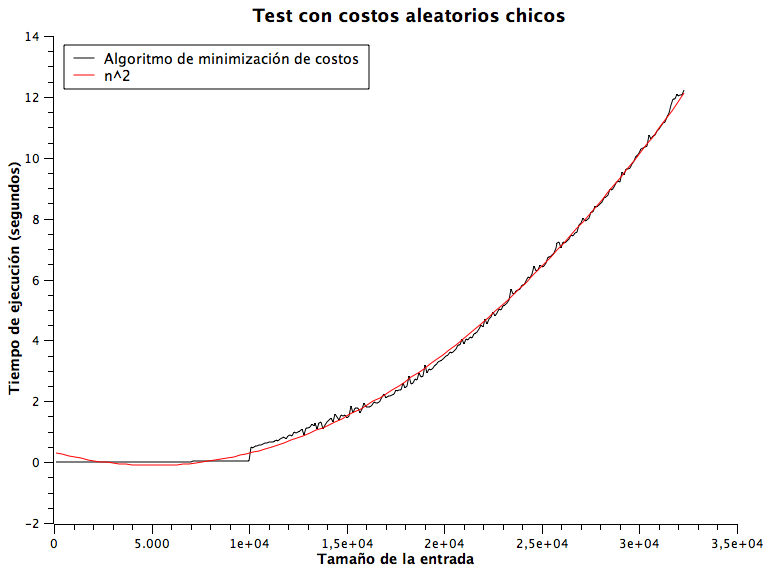 Test con costos aleatorios chicos
Algoritmo de minimización de costos
n^2
Tiempo de ejecución (segundos)
14
12
10
8
6
4
2
0
−2
0 5.000 1e+04 1,5e+04 2e+04 2,5e+04 3e+04 3,5e+04
Tamaño de la entrada